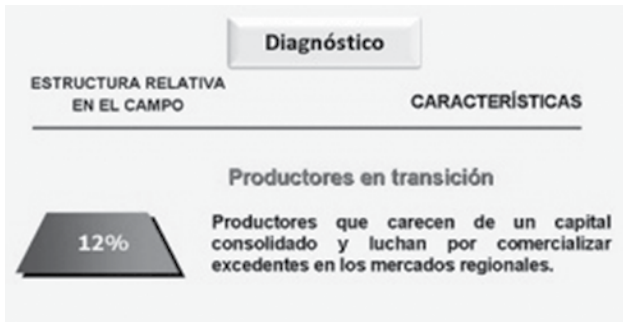 Diagnóstico
ESTRUCTURA RELATIVA
EN EL CAMPO
CARACTERÍSTICAS
Productores en transición
12%
Productores que carecen de un capital
consolidado y luchan por comercializar
excedentes en los mercados regionales.